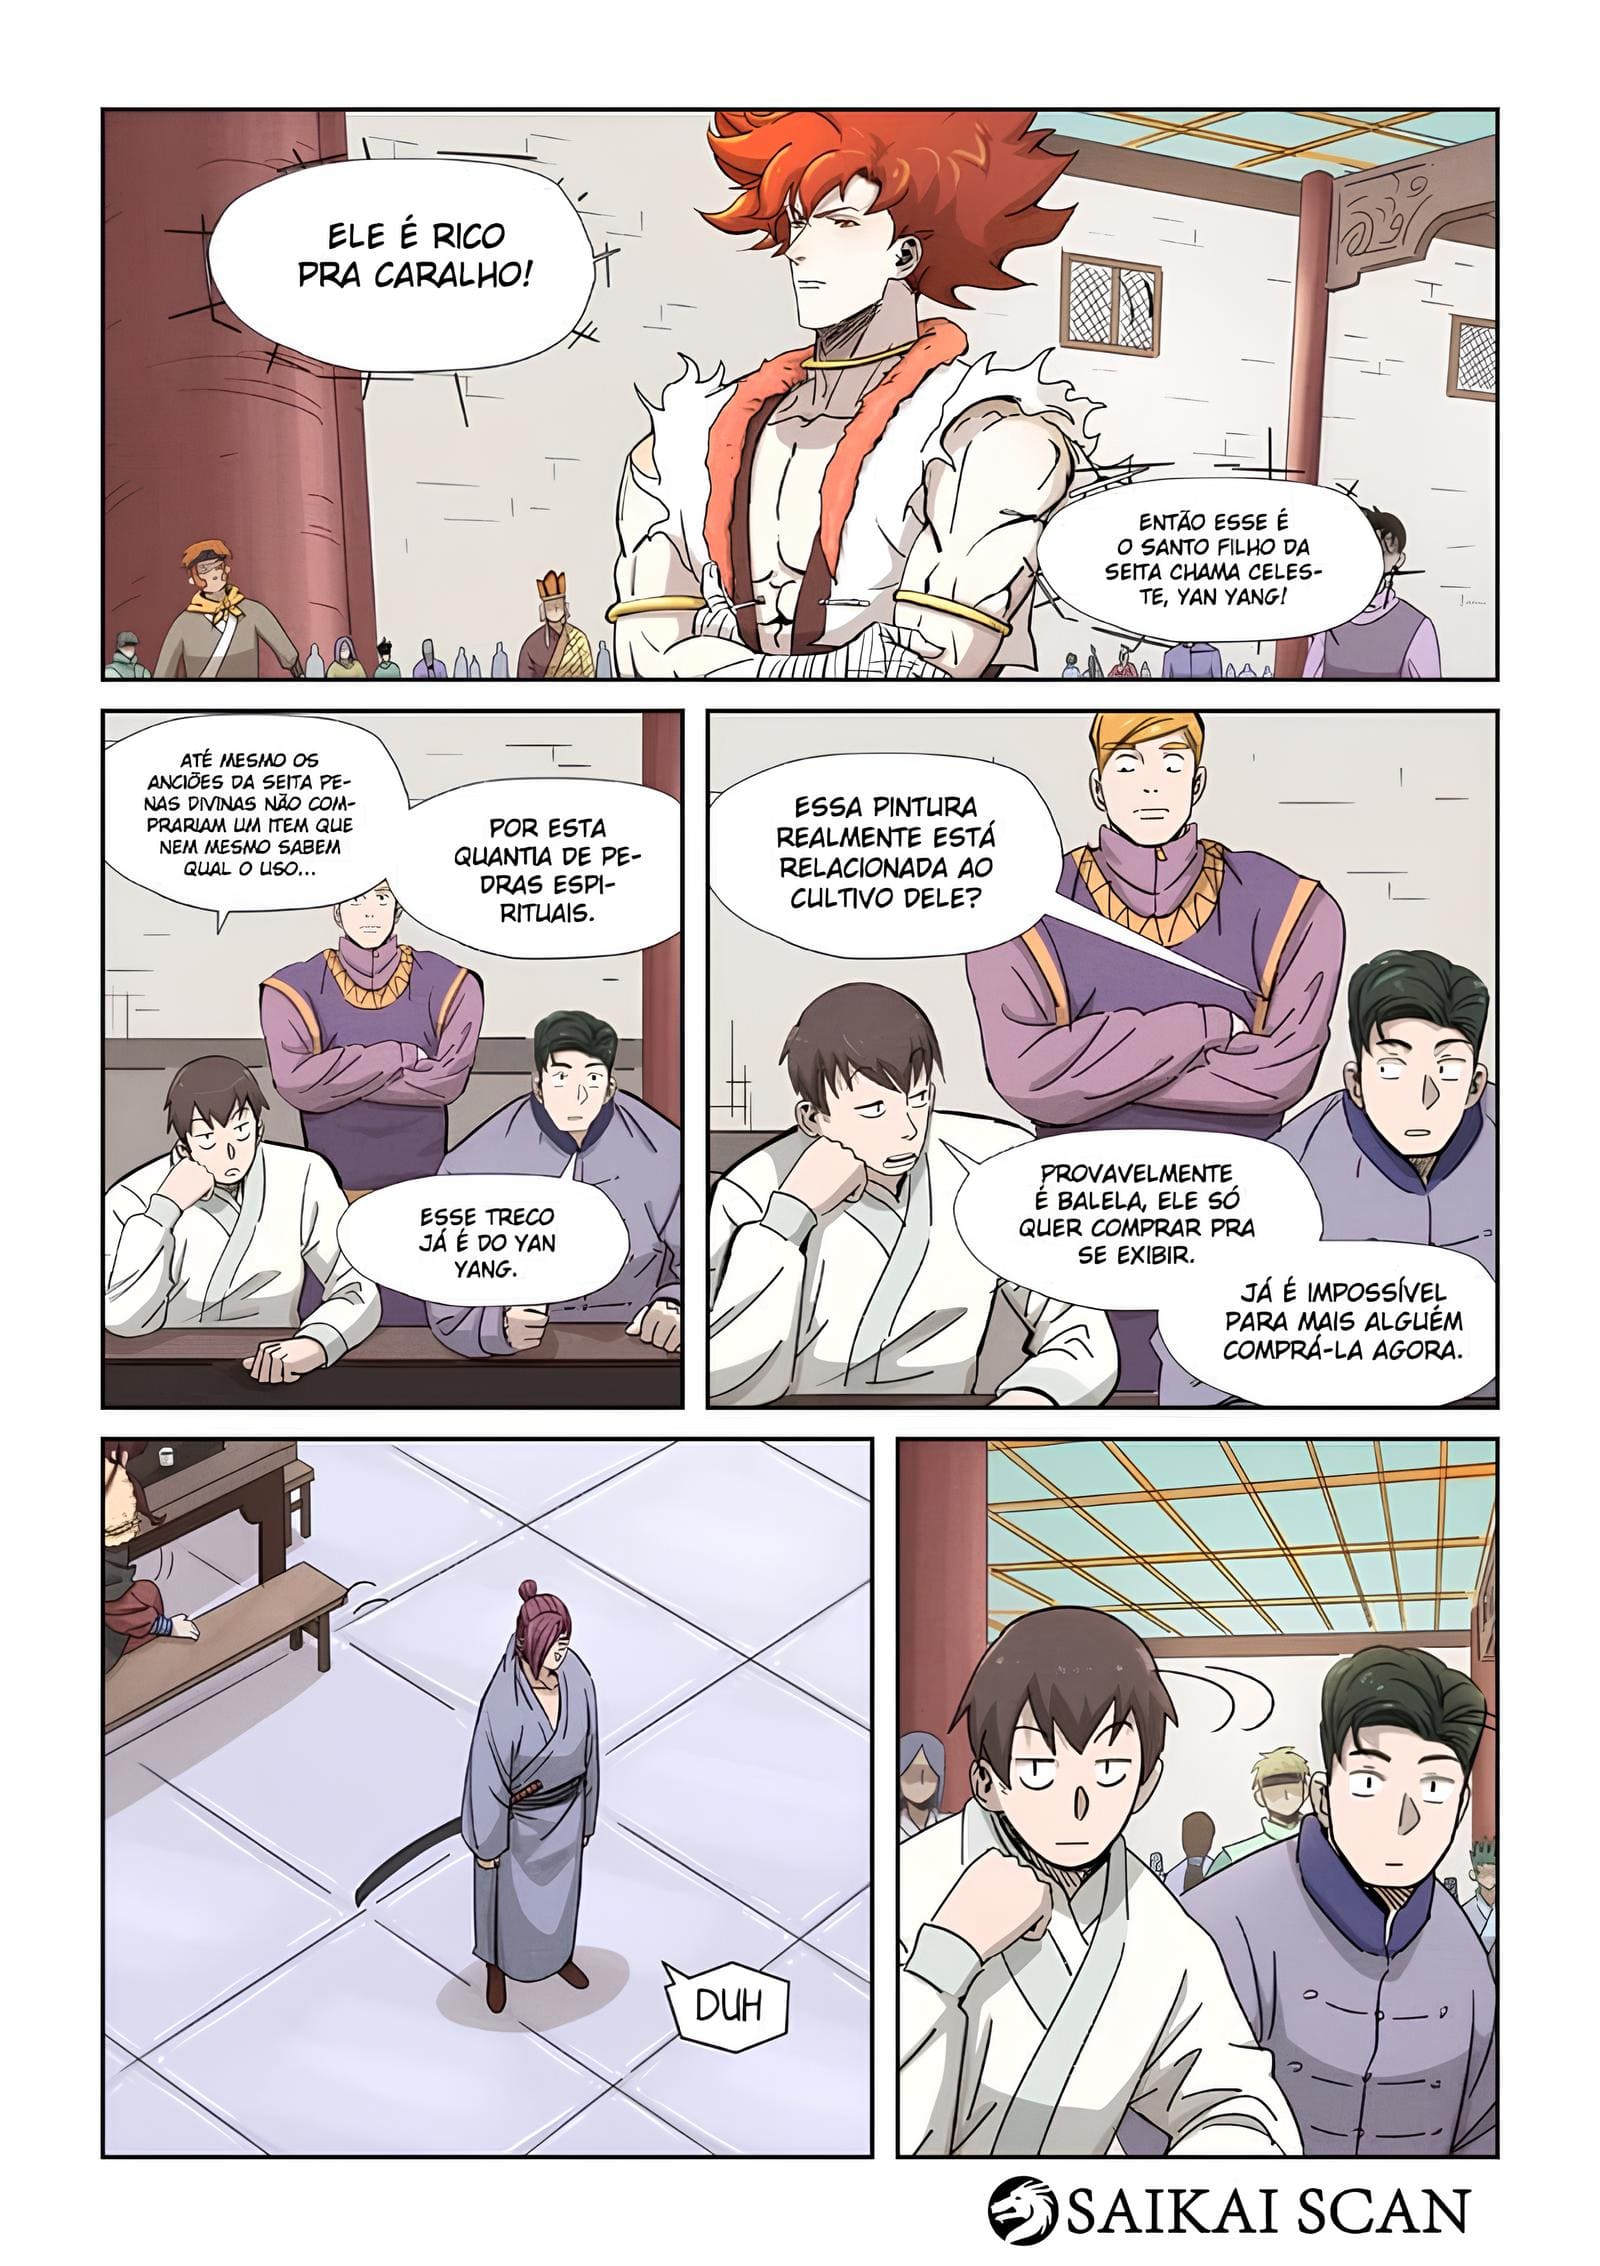 ELE É RICO
PRA CARALHO!
ENTÃO ESSE É
O SANTO FILHO DA
SEITA CHAMA CELES-
TE, YAN YANG!
ATÉ MESMO OS
ANCIÕES DA SEITA PE-
NAS DIVINAS NÃO COM-
PRARIAM UM ITEM QUE
NEM MESMO SABEM
QUAL O USO...
POR ESTA
QUANTIA DE PE-
DRAS ESPI-
RITUAIS.
ESSE TRECO
JÁ É DO YAN
YANG.
ESSA PINTURA
REALMENTE ESTÁ
RELACIONADA AO
CULTIVO DELE?
PROVAVELMENTE
É BALELA, ELE SÓ
QUER COMPRAR PRA
SE EXIBIR.
JÁ É IMPOSSÍVEL
PARA MAIS ALGUÉM
COMPRÁ-LA AGORA.
DUH
SAIKAI SCAN